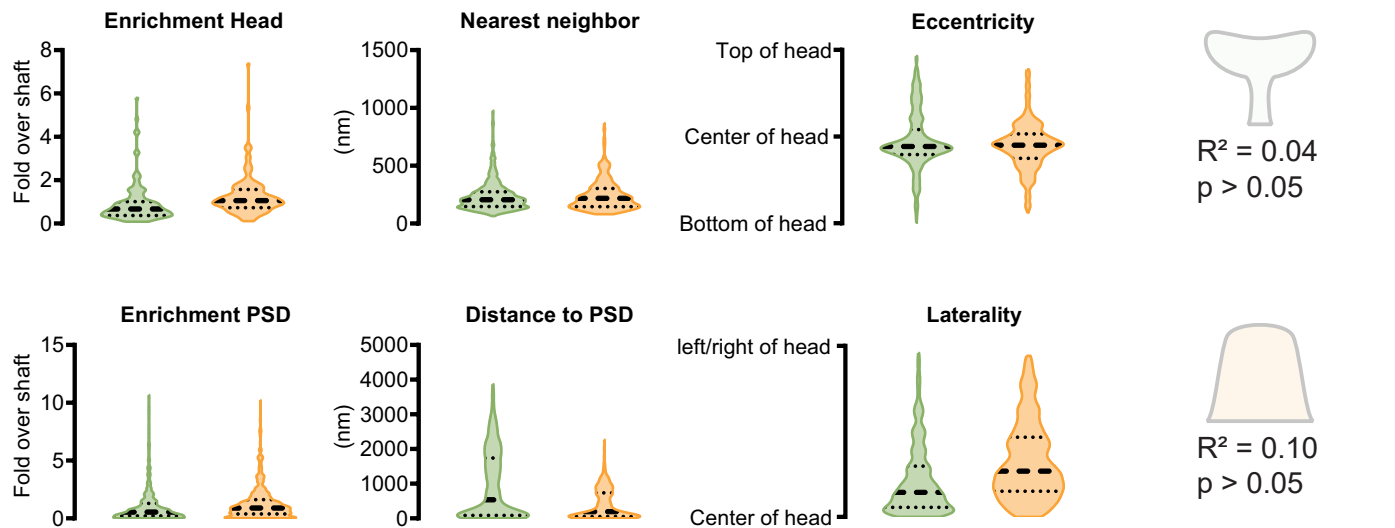 Enrichment Head
Fold over shaft
8
6
4
2
0
Nearest neighbor
(nm)
1500
1000
500
0
Eccentricity
Top of head
Center of head
Bottom of head
R² = 0.04
p > 0.05
Enrichment PSD
Fold over shaft
15
10
5
0
Distance to PSD
(nm)
5000
4000
3000
2000
1000
0
Laterality
left/right of head
Center of head
R² = 0.10
p > 0.05